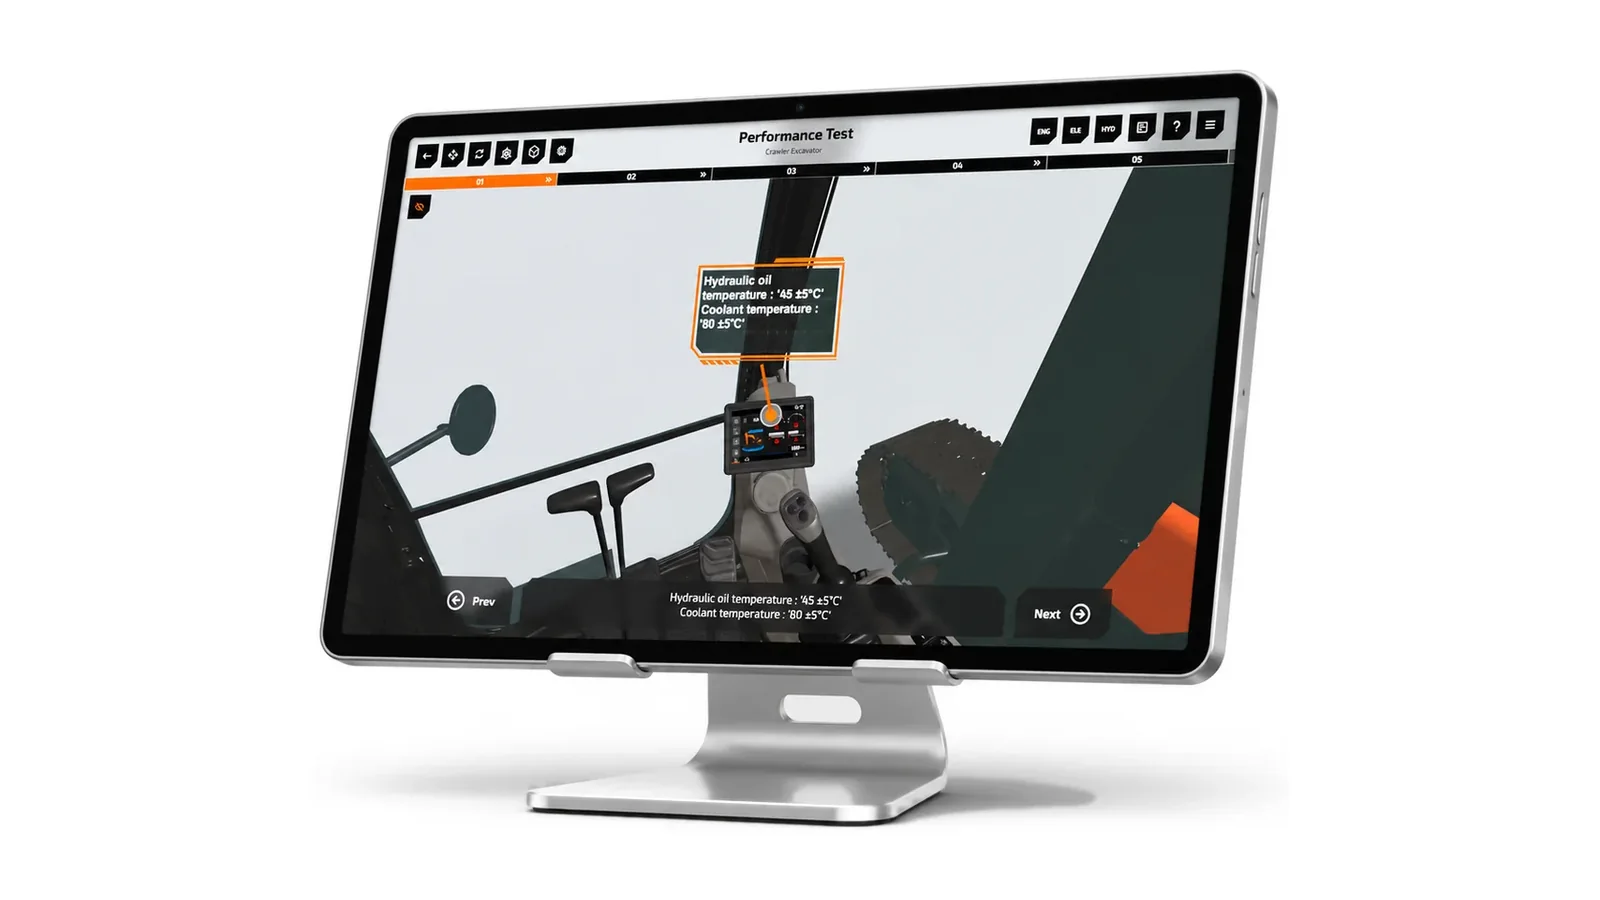 Performance Test
Crawler Excavator
ENG
ELE
HYD
?
01
02
03
04
05
Hydraulic oil
temperature : '45 ±5°C'
Coolant temperature :
'80 ±5°C'
Prev
Hydraulic oil temperature : '45 ±5°C'
Coolant temperature : '80 ±5°C'
Next